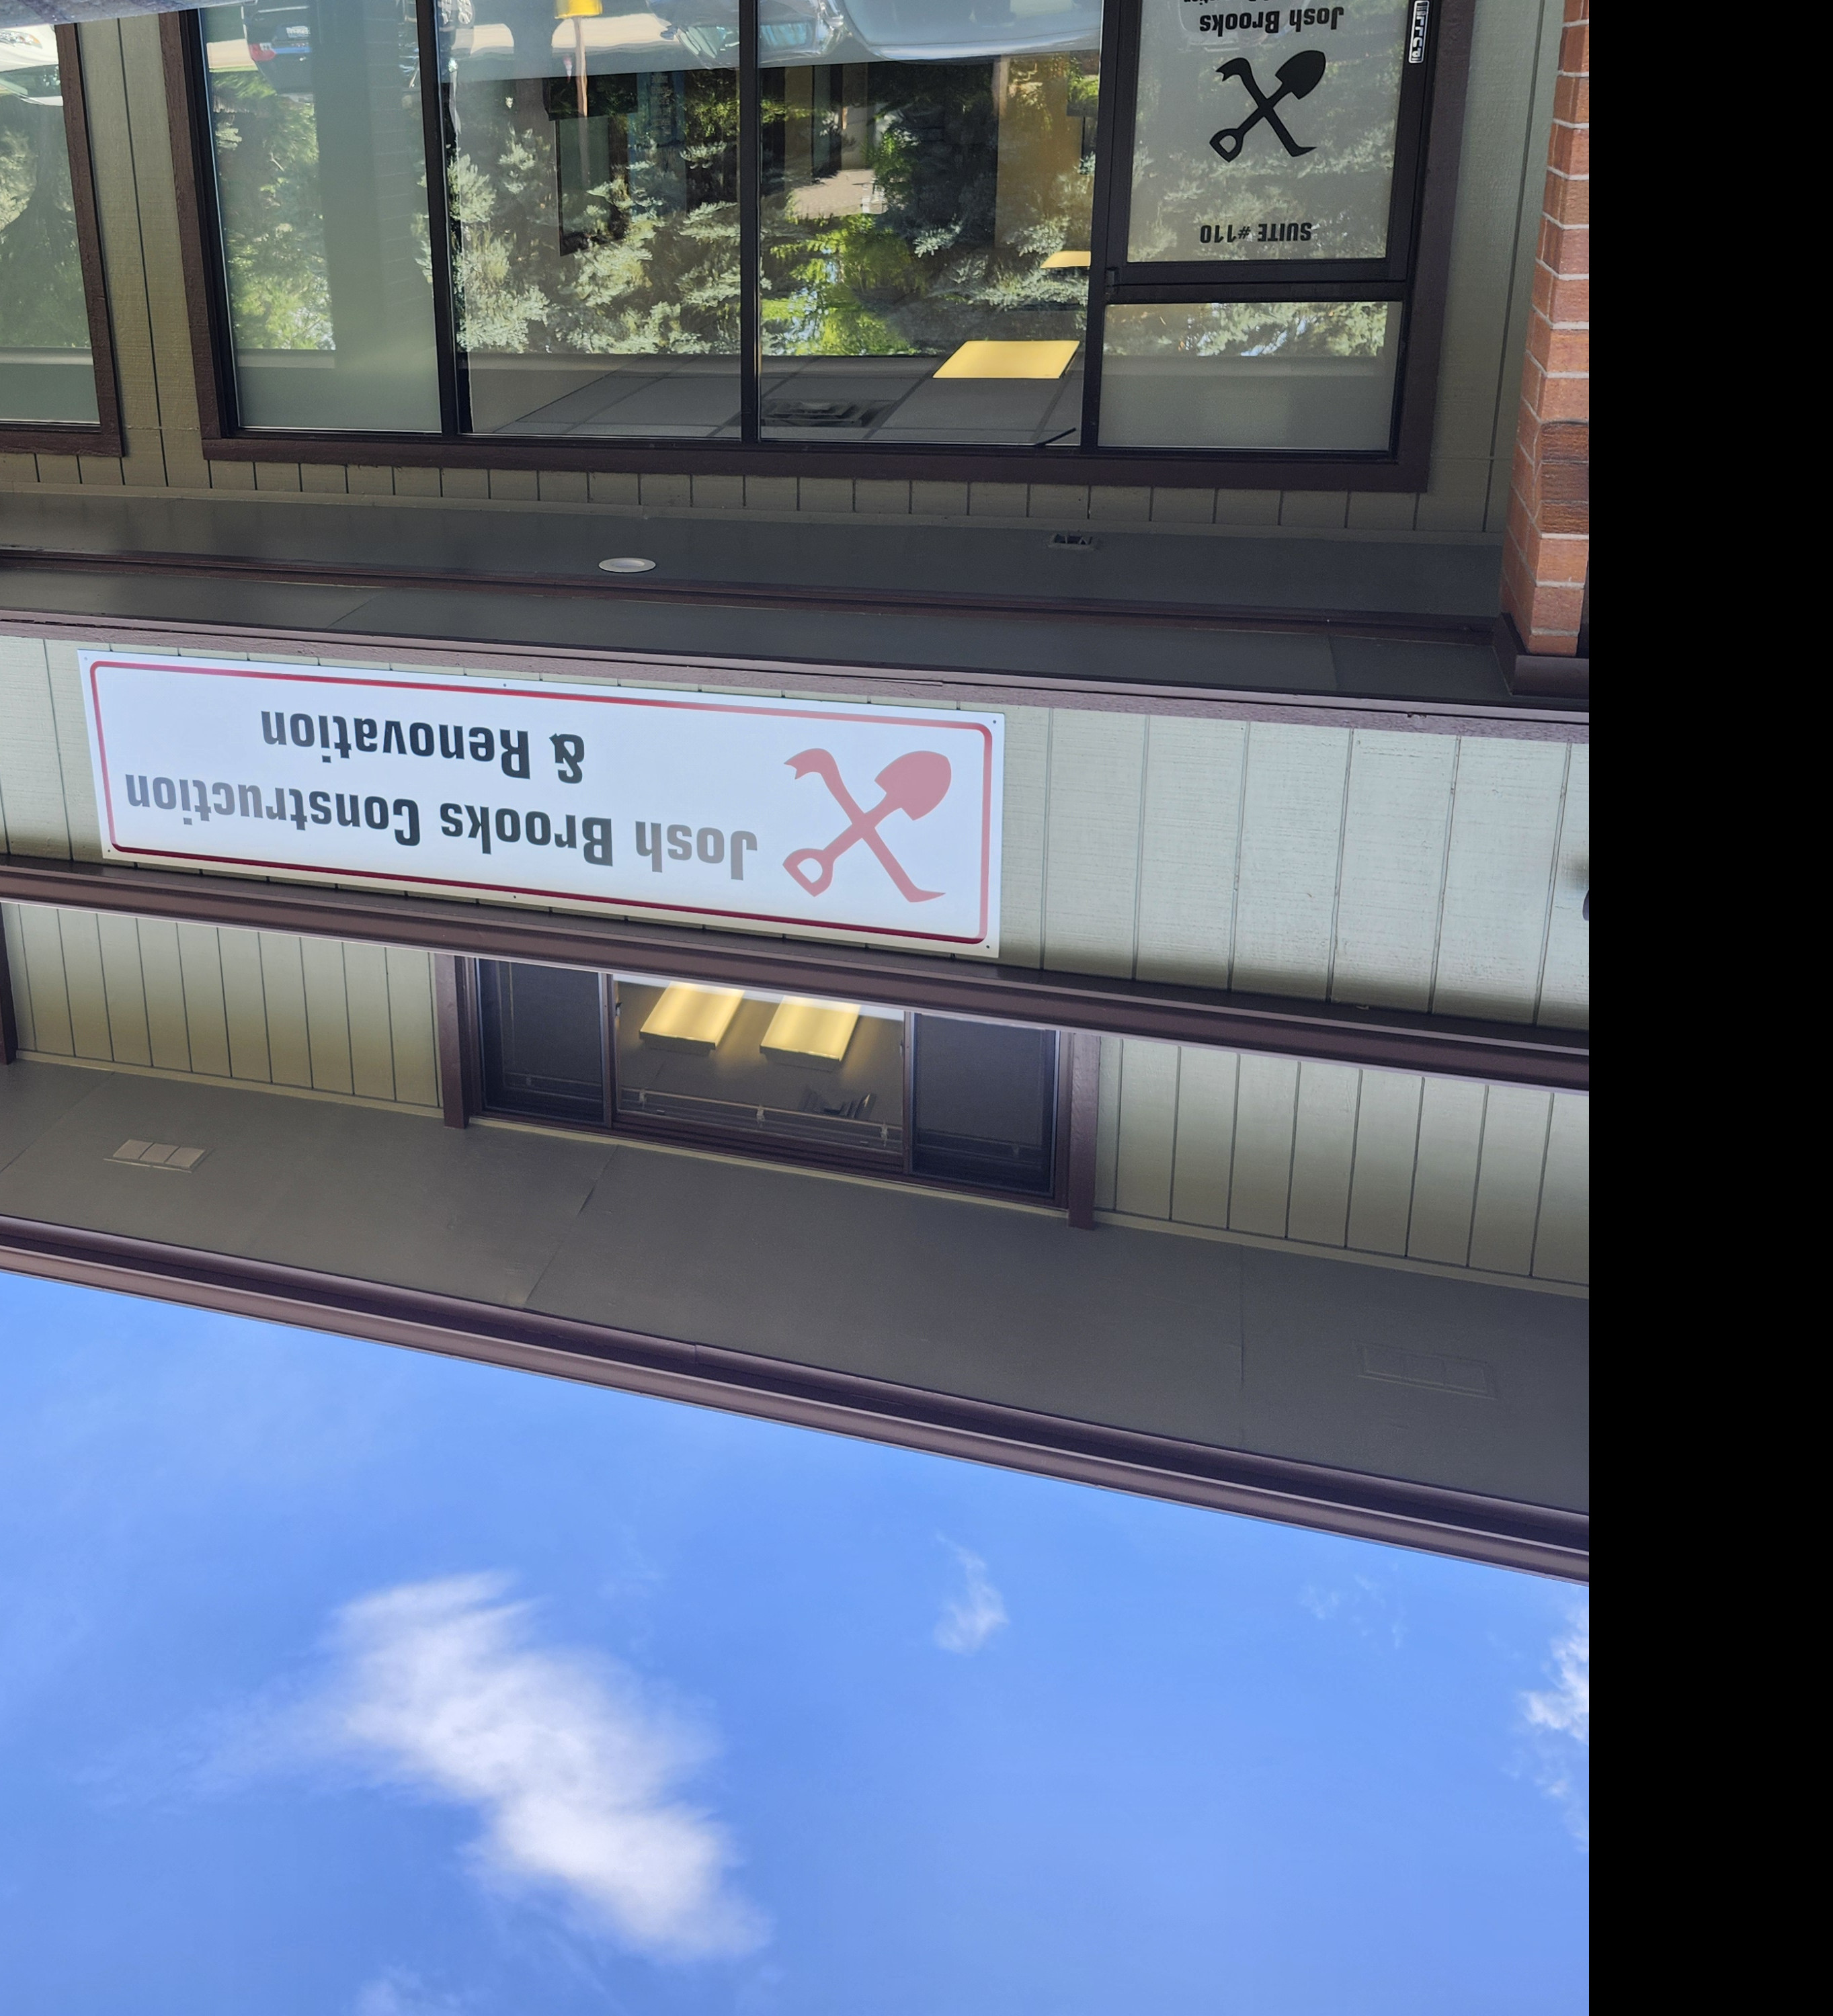 Josh Brooks Construction
& Renovation
SUITE #110
Josh Brooks